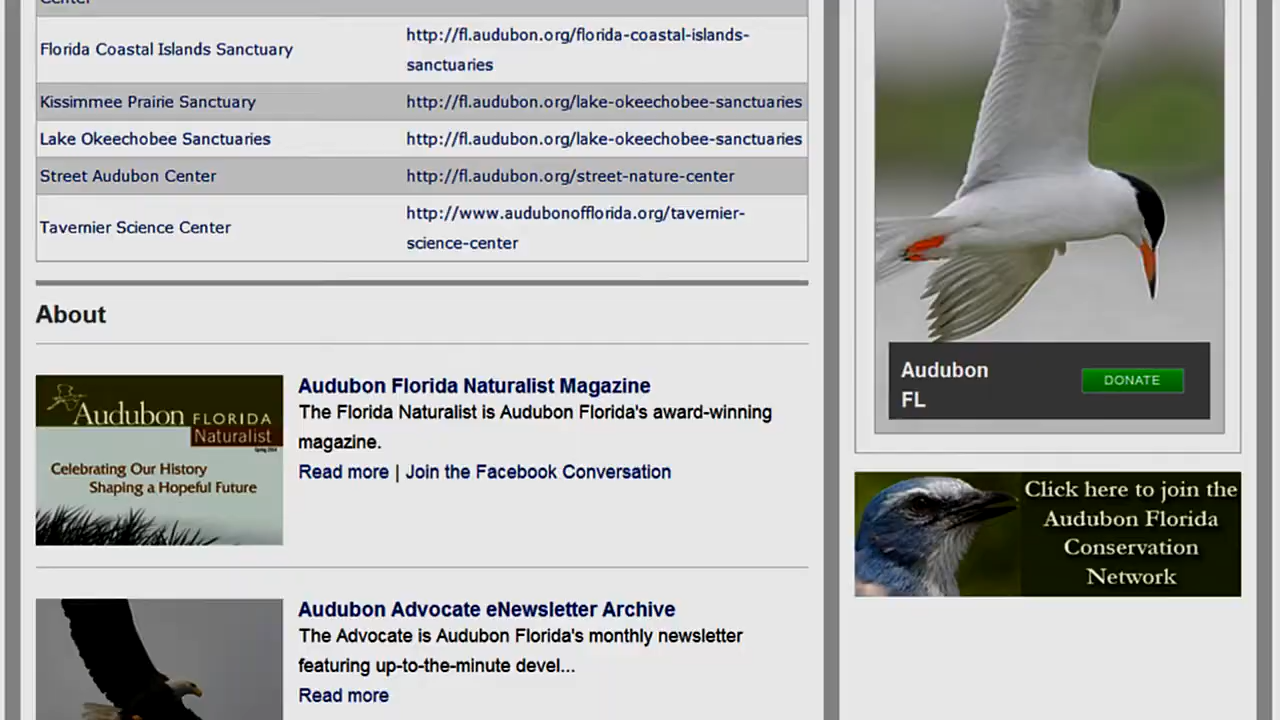 Center
Florida Coastal Islands Sanctuary
http://fl.audubon.org/florida-coastal-islands-
sanctuaries
Kissimmee Prairie Sanctuary
http://fl.audubon.org/lake-okeechobee-sanctuaries
Lake Okeechobee Sanctuaries
http://fl.audubon.org/lake-okeechobee-sanctuaries
Street Audubon Center
http://fl.audubon.org/street-nature-center
Tavernier Science Center
http://www.audubonofflorida.org/tavernier-
science-center
About
Audubon FLORIDA
Naturalist
Spring 2014
Celebrating Our History
Shaping a Hopeful Future
Audubon Florida Naturalist Magazine
The Florida Naturalist is Audubon Florida's award-winning
magazine.
Read more | Join the Facebook Conversation
Audubon Advocate eNewsletter Archive
The Advocate is Audubon Florida's monthly newsletter
featuring up-to-the-minute devel...
Read more
Audubon
FL
DONATE
Click here to join the
Audubon Florida
Conservation
Network